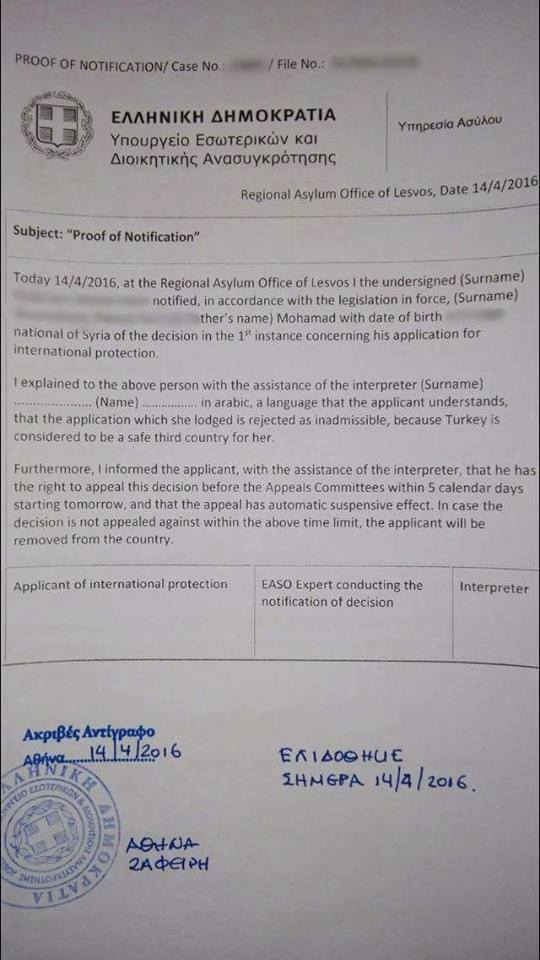 PROOF OF NOTIFICATION/ Case No.: / File No.:
ΕΛΛΗΝΙΚΗ ΔΗΜΟΚΡΑΤΙΑ
Υπουργείο Εσωτερικών και
Διοικητικής Ανασυγκρότησης
Υπηρεσία Ασύλου
Regional Asylum Office of Lesvos, Date 14/4/2016
Subject: “Proof of Notification”
Today 14/4/2016, at the Regional Asylum Office of Lesvos I the undersigned (Surname)
notified, in accordance with the legislation in force, (Surname)
ther's name) Mohamad with date of birth
national of Syria of the decision in the 1st instance concerning his application for
international protection.
I explained to the above person with the assistance of the interpreter (Surname)
..................... (Name) ............... in arabic, a language that the applicant understands,
that the application which she lodged is rejected as inadmissible, because Turkey is
considered to be a safe third country for her.
Furthermore, I informed the applicant, with the assistance of the interpreter, that he has
the right to appeal this decision before the Appeals Committees within 5 calendar days
starting tomorrow, and that the appeal has automatic suspensive effect. In case the
decision is not appealed against within the above time limit, the applicant will be
removed from the country.
Applicant of international protection
EASO Expert conducting the
notification of decision
Interpreter
Ακριβές Αντίγραφο
Αθήνα......14/4/2016
ΕΠΙΔΟΘΗΚΕ
ΣΗΜΕΡΑ 14/4/2016.
ΕΛΛΗΝΙΚΗ ΔΗΜΟΚΡΑΤΙΑ
ΑΘΗΝΑ
ΖΑΦΕΙΡΗ